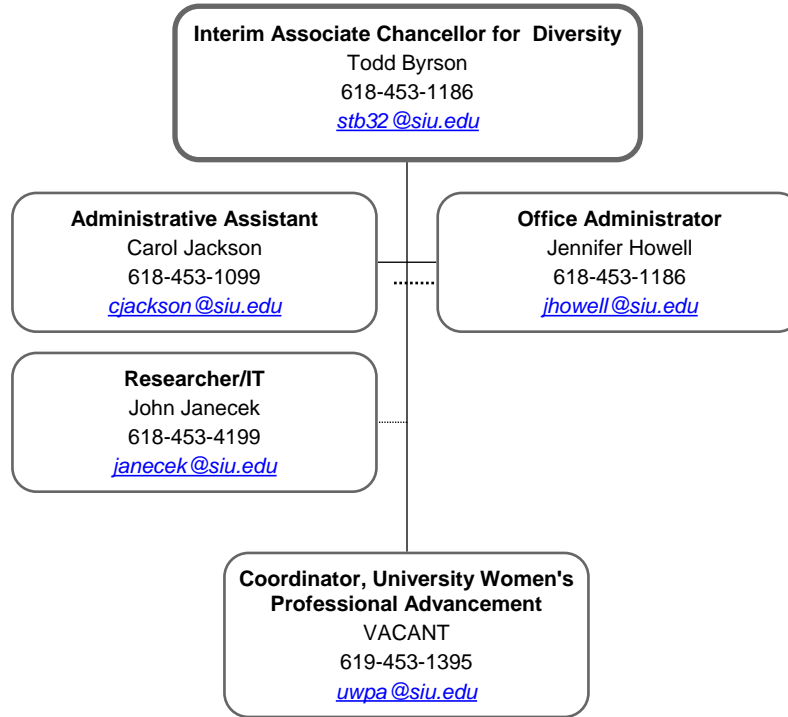 Interim Associate Chancellor for Diversity
Todd Byrson
618-453-1186
stb32@siu.edu
Administrative Assistant
Carol Jackson
618-453-1099
cjackson@siu.edu
Office Administrator
Jennifer Howell
618-453-1186
jhowell@siu.edu
Researcher/IT
John Janecek
618-453-4199
janecek@siu.edu
Coordinator, University Women's
Professional Advancement
VACANT
619-453-1395
uwpa@siu.edu